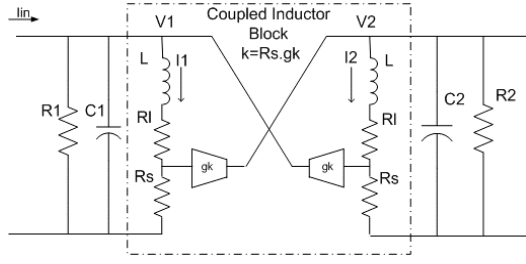 Iin
V1
Coupled Inductor
Block
k=Rs.gk
V2
L
I1
I2
L
R1
C1
Rl
Rl
C2
R2
gk
gk
Rs
Rs